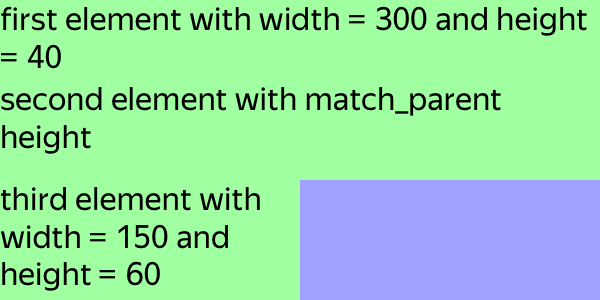 first element with width = 300 and height
= 40
second element with match_parent
height
third element with
width = 150 and
height = 60